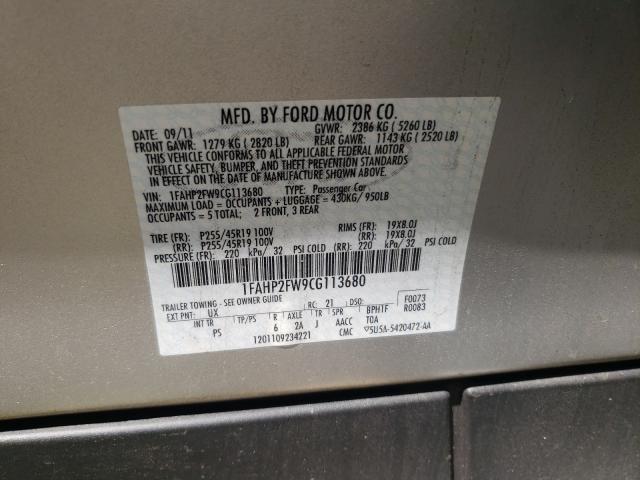 MFD. BY FORD MOTOR CO.
DATE: 09/11 GVWR: 2386 KG ( 5260 LB)
FRONT GAWR: 1279 KG ( 2820 LB) REAR GAWR: 1143 KG ( 2520 LB)
THIS VEHICLE CONFORMS TO ALL APPLICABLE FEDERAL MOTOR
VEHICLE SAFETY, BUMPER, AND THEFT PREVENTION STANDARDS
IN EFFECT ON THE DATE OF MANUFACTURE SHOWN ABOVE.
VIN: 1FAHP2FW9CG113680 TYPE: Passenger Car
MAXIMUM LOAD = OCCUPANTS + LUGGAGE = 430KG/ 950LB
OCCUPANTS = 5 TOTAL; 2 FRONT, 3 REAR
TIRE (FR): P255/45R19 100V RIMS (FR): 19X8.0J
(RR): P255/45R19 100V (RR): 19X8.0J
PRESSURE (FR): 220 kPa/ 32 PSI COLD (RR): 220 kPa/ 32 PSI COLD
1FAHP2FW9CG113680
TRAILER TOWING - SEE OWNER GUIDE
EXT PNT: UX RC: 21 DSO: F0073
INT TR TP/PS R AXLE TR SPR BPHTF R0083
PS 6 2A J AACC TOA
1201109234221 CMC ▽5U5A-5420472-AA